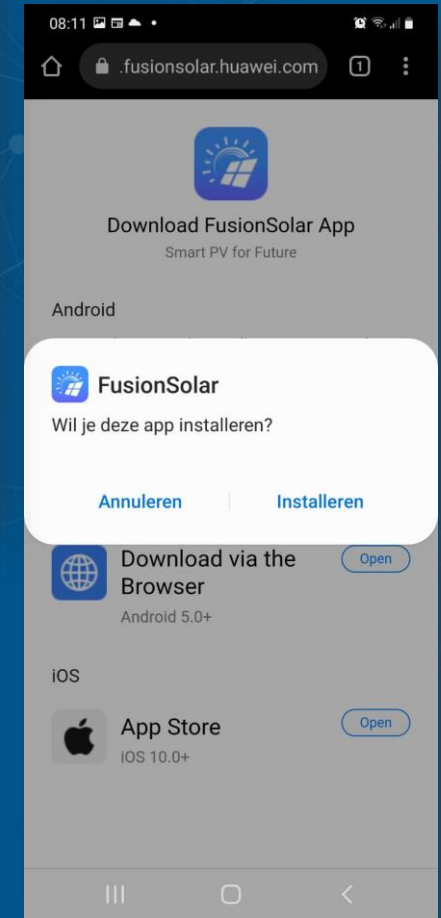 08:11
.fusionsolar.huawei.com
1
Download FusionSolar App
Smart PV for Future
Android
FusionSolar
Wil je deze app installeren?
Annuleren
Installeren
Download via the
Open
Browser
Android 5.0+
iOS
App Store
Open
iOS 10.0+